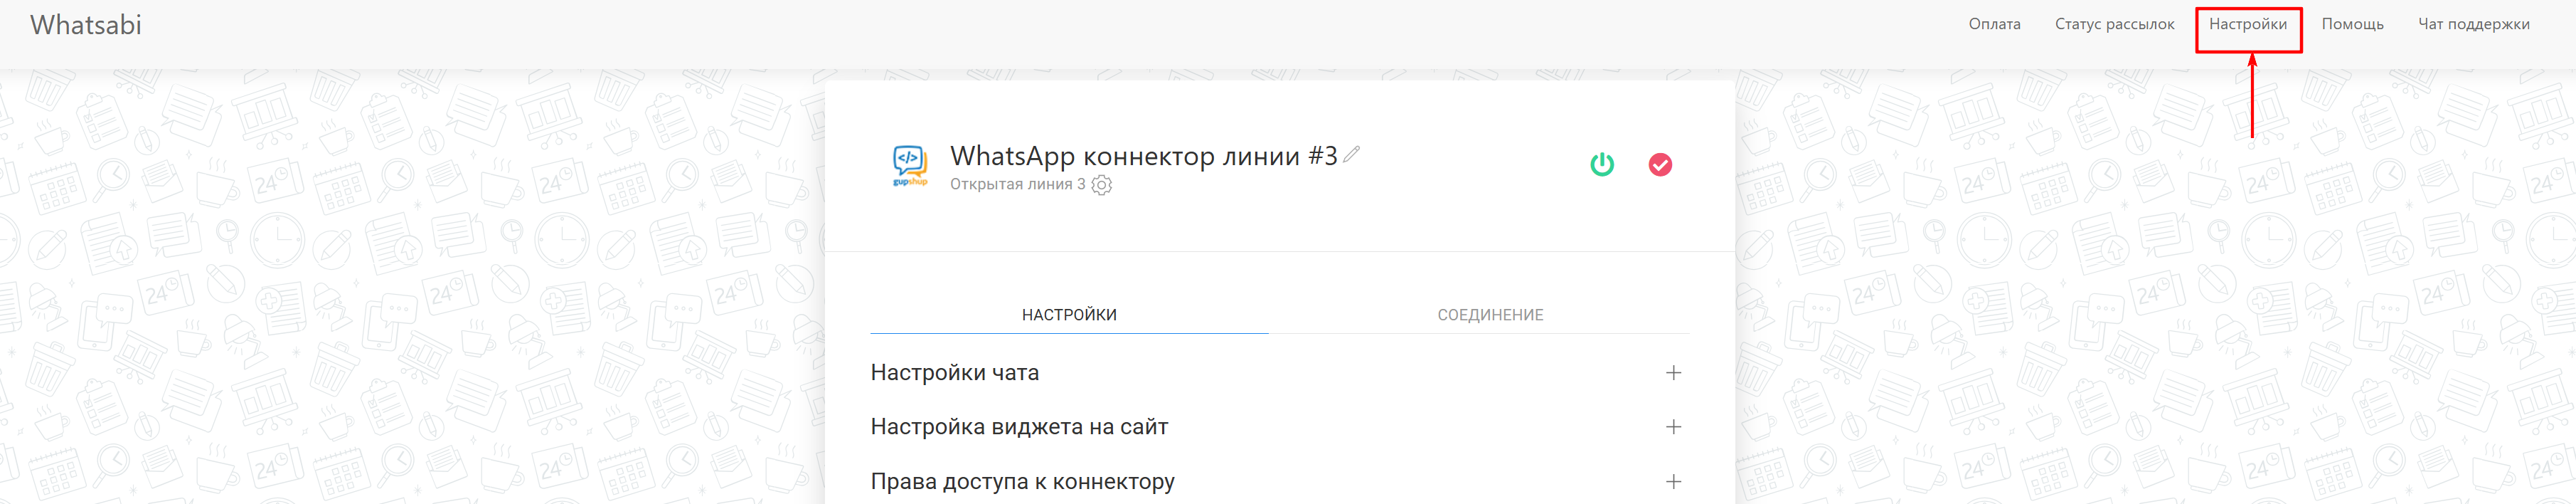 Whatsabi
Оплата Статус рассылок Настройки Помощь Чат поддержки
gupshup
WhatsApp коннектор линии #3
Открытая линия 3
НАСТРОЙКИ СОЕДИНЕНИЕ
Настройки чата
Настройка виджета на сайт
Права доступа к коннектору
24